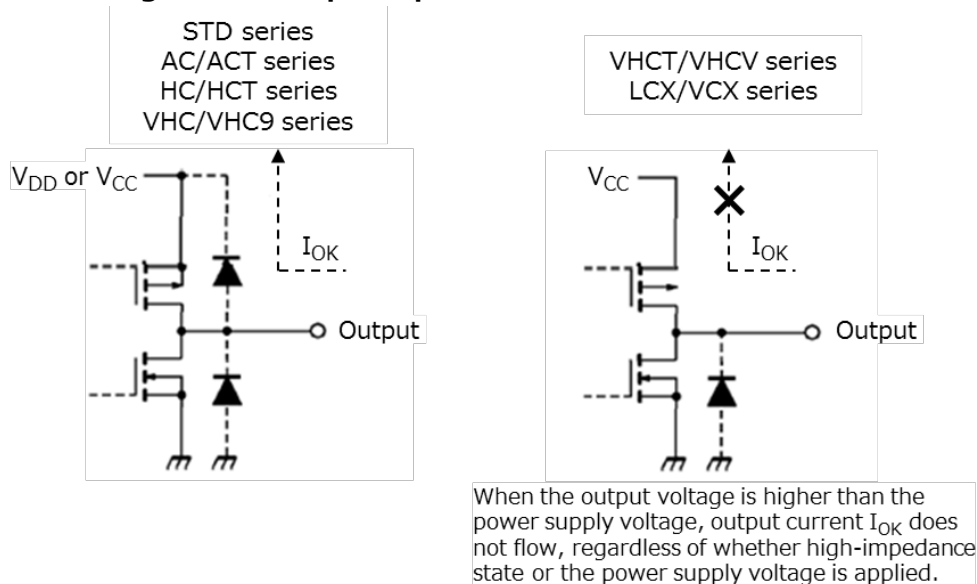 STD series
AC/ACT series
HC/HCT series
VHC/VHC9 series
VHCT/VHCV series
LCX/VCX series
VDD or VCC
IOK
Output
VCC
IOK
Output
When the output voltage is higher than the
power supply voltage, output current IOK does
not flow, regardless of whether high-impedance
state or the power supply voltage is applied.